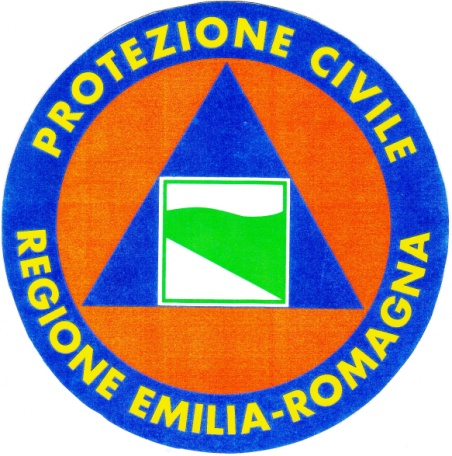 PROTEZIONE CIVILE
REGIONE EMILIA-ROMAGNA